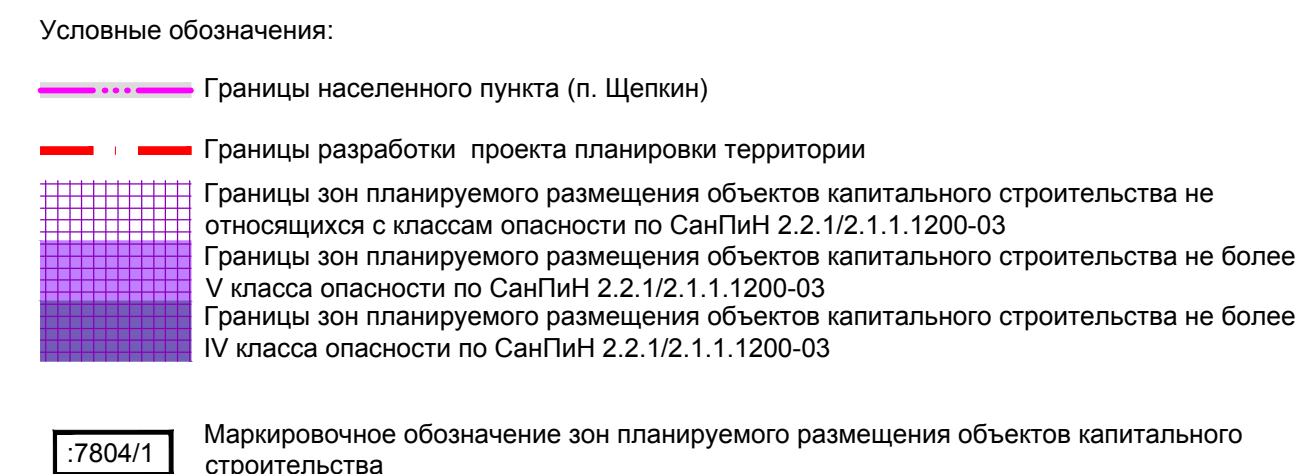 Условные обозначения:
Границы населенного пункта (п. Щепкин)
Границы разработки проекта планировки территории
Границы зон планируемого размещения объектов капитального строительства не
относящихся с классам опасности по СанПиН 2.2.1/2.1.1.1200-03
Границы зон планируемого размещения объектов капитального строительства не более
V класса опасности по СанПиН 2.2.1/2.1.1.1200-03
Границы зон планируемого размещения объектов капитального строительства не более
IV класса опасности по СанПиН 2.2.1/2.1.1.1200-03
:7804/1
Маркировочное обозначение зон планируемого размещения объектов капитального
строительства